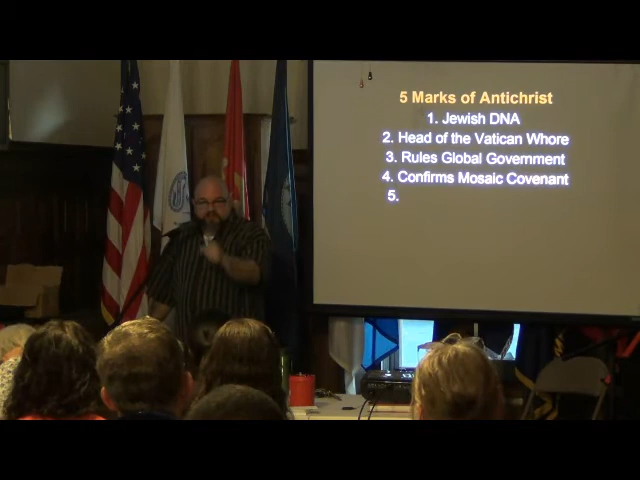 5 Marks of Antichrist
1. Jewish DNA
2. Head of the Vatican Whore
3. Rules Global Government
4. Confirms Mosaic Covenant
5.